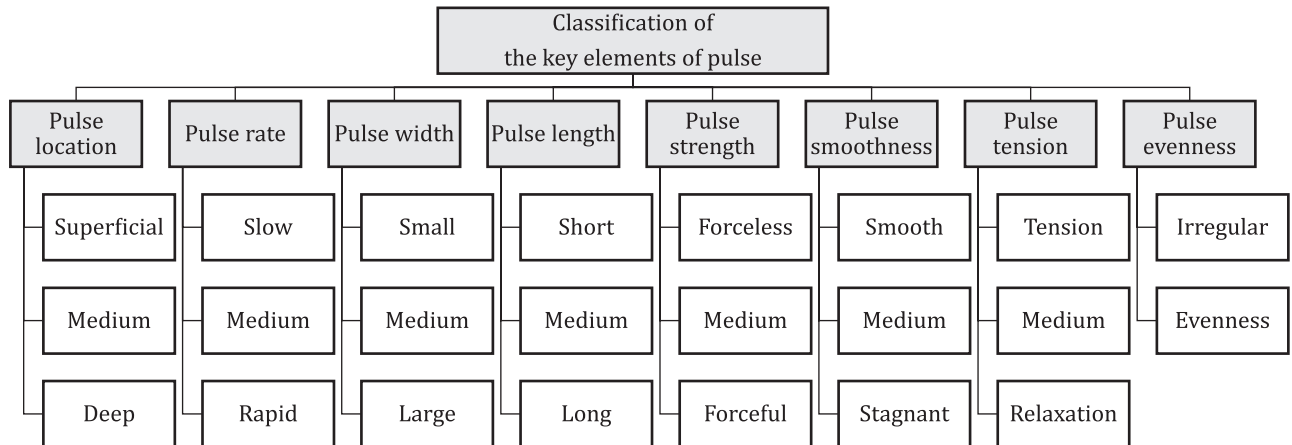 Classification of
the key elements of pulse
Pulse
location
Pulse rate
Pulse width
Pulse length
Pulse
strength
Pulse
smoothness
Pulse
tension
Pulse
evenness
Superficial
Slow
Small
Short
Forceless
Smooth
Tension
Irregular
Medium
Medium
Medium
Medium
Medium
Medium
Medium
Evenness
Deep
Rapid
Large
Long
Forceful
Stagnant
Relaxation